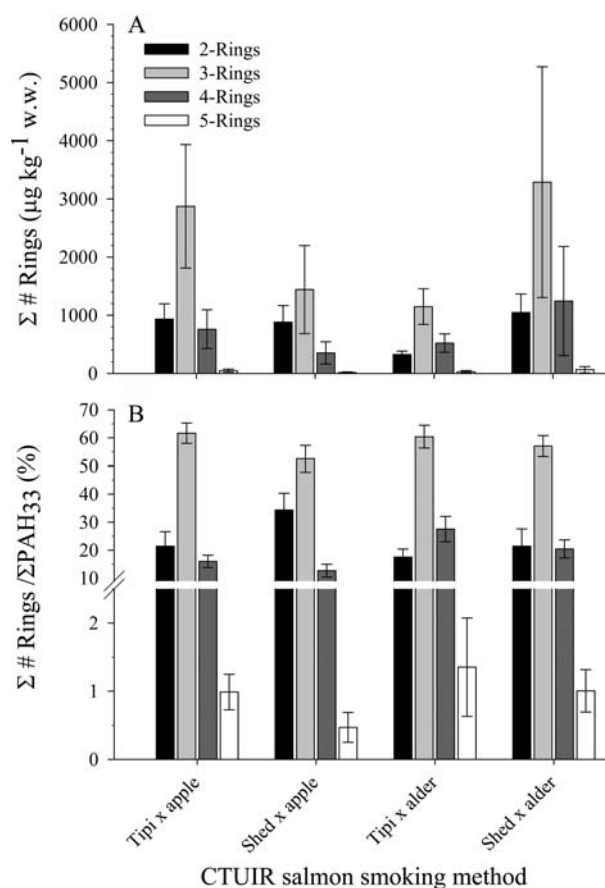 A
2-Rings
3-Rings
4-Rings
5-Rings
6000
5000
4000
3000
2000
1000
0
Σ # Rings (µg kg⁻¹ w.w.)
B
70
60
50
40
30
20
10
2
1
0
Σ # Rings /ΣPAH₃₃ (%)
Tipi x apple
Shed x apple
Tipi x alder
Shed x alder
CTUIR salmon smoking method